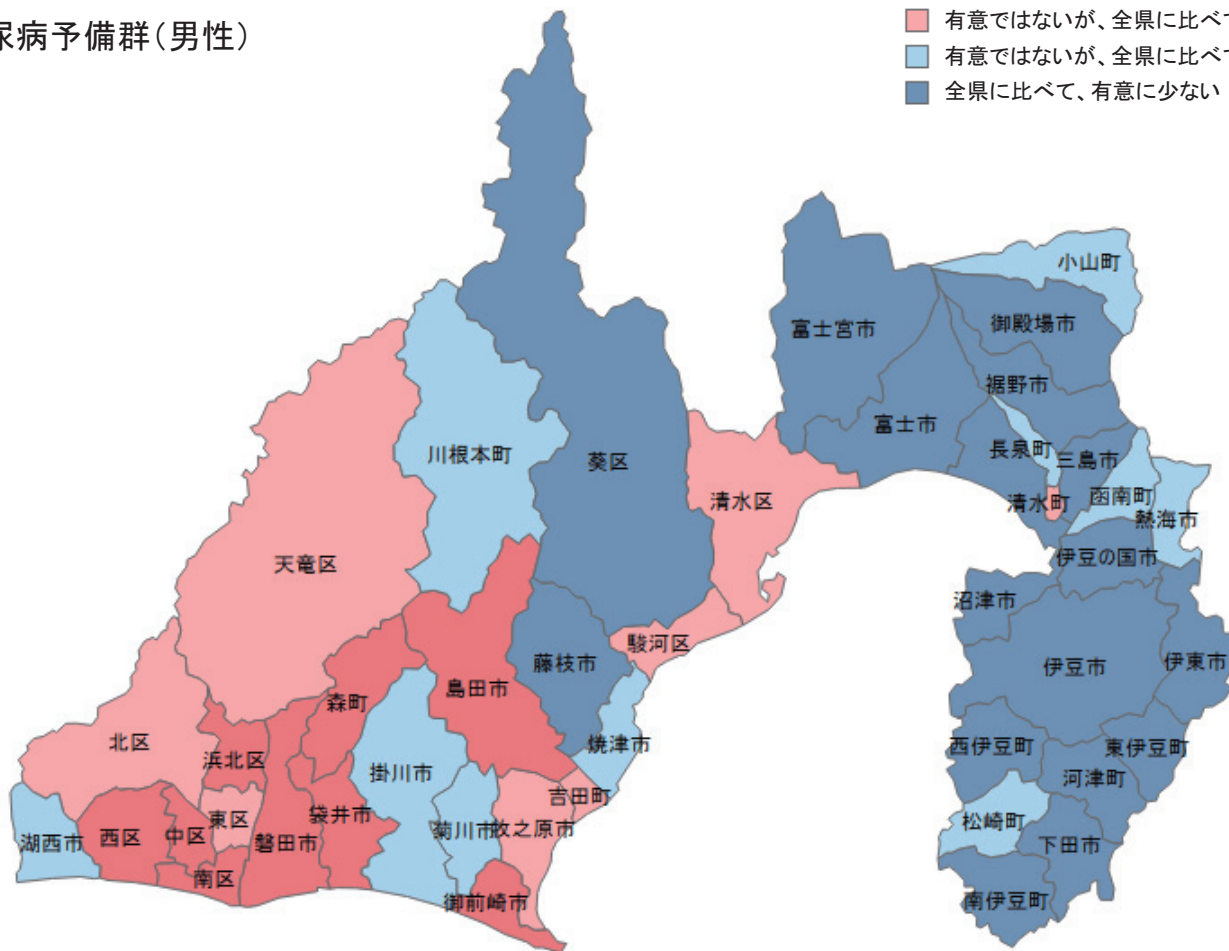 尿病予備群(男性)
有意ではないが、全県に比べて
有意ではないが、全県に比べて
全県に比べて、有意に少ない
小山町
富士宮市
御殿場市
裾野市
富士市
長泉町
三島市
川根本町
葵区
清水区
清水町
函南町
熱海市
天竜区
伊豆の国市
沼津市
駿河区
藤枝市
伊豆市
伊東市
島田市
森町
北区
浜北区
焼津市
西伊豆町
東伊豆町
掛川市
河津町
吉田町
湖西市
西区
中区
東区
磐田市
袋井市
菊川市
牧之原市
松崎町
下田市
南区
御前崎市
南伊豆町